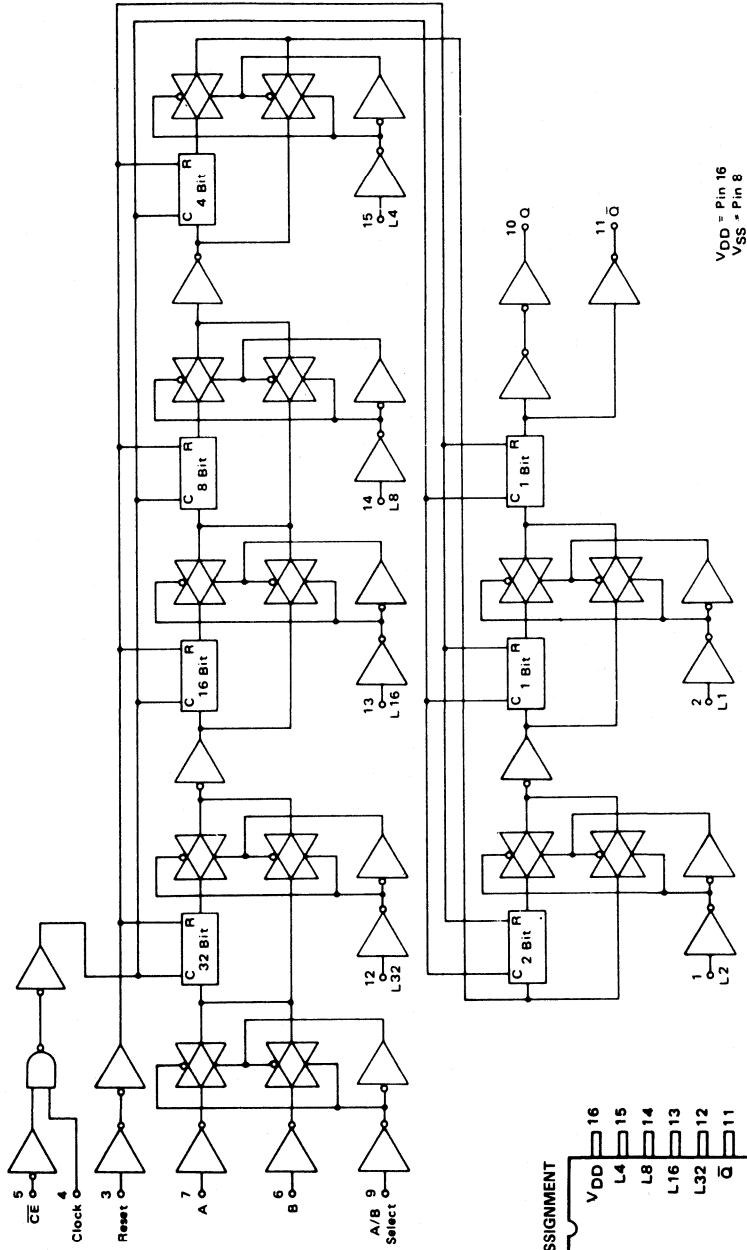 5
CE
4
Clock
3
Reset
7
A
6
B
9
A/B
Select
C
R
32 Bit
12
L32
C
R
16 Bit
13
L16
C
R
8 Bit
14
L8
C
R
4 Bit
15
L4
C
R
2 Bit
1
L2
C
R
1 Bit
2
L1
C
R
1 Bit
10 Q
11 Q̅
VDD = Pin 16
VSS = Pin 8
SSIGNMENT
VDD 16
L4 15
L8 14
L16 13
L32 12
Q̅ 11